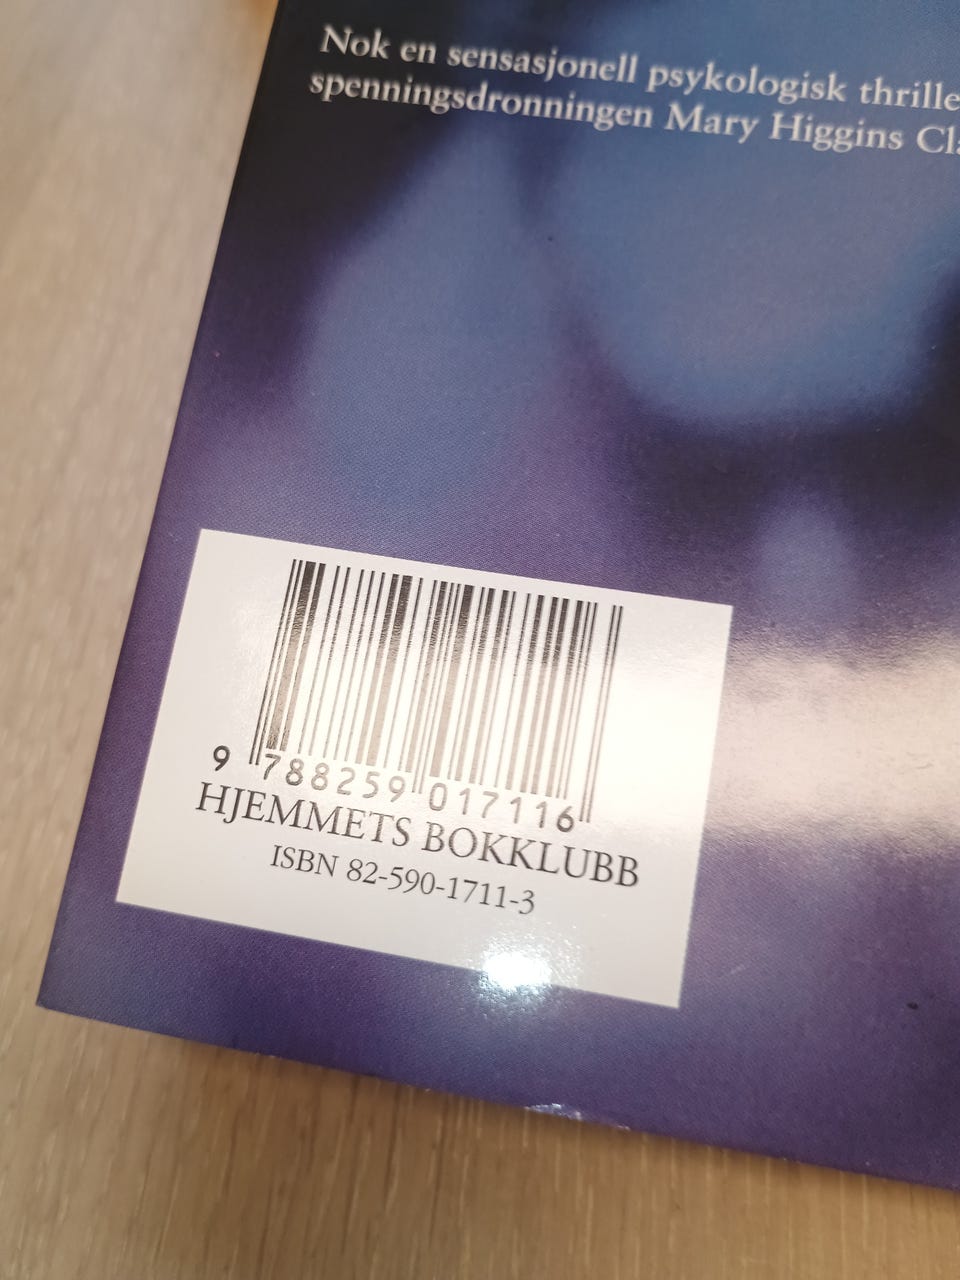 Nok en sensasjonell psykologisk
spenningsdronningen Mary Higgins
9 788259 017116
HJEMMETS BOKKLUBB
ISBN 82-590-1711-3